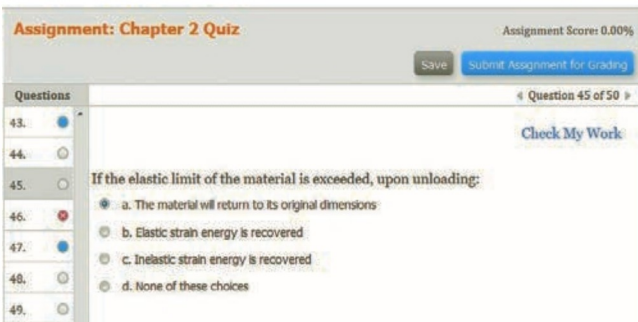 Assignment: Chapter 2 Quiz
Assignment Score: 0.00%
Save
Submit Assignment for Grading
Questions
Question 45 of 50
43.
Check My Work
44.
45.
If the elastic limit of the material is exceeded, upon unloading:
a. The material will return to its original dimensions
46.
b. Elastic strain energy is recovered
47.
c. Inelastic strain energy is recovered
48.
d. None of these choices
49.